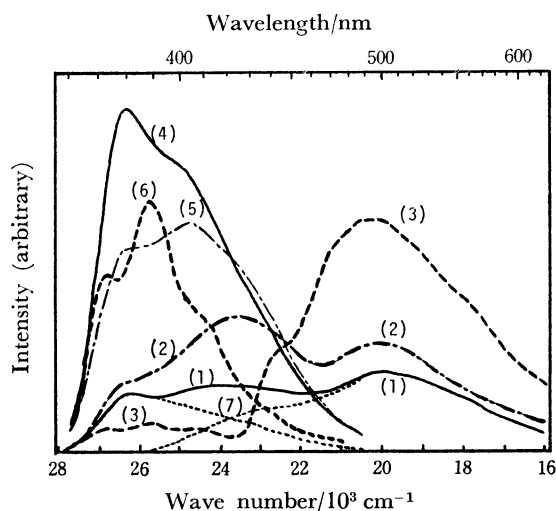 Wavelength/nm
400 500 600
(4)
(6)
(5)
(3)
(2)
(2)
(1)
(1)
(3)
(7)
Intensity (arbitrary)
28 26 24 22 20 18 16
Wave number/10³ cm⁻¹